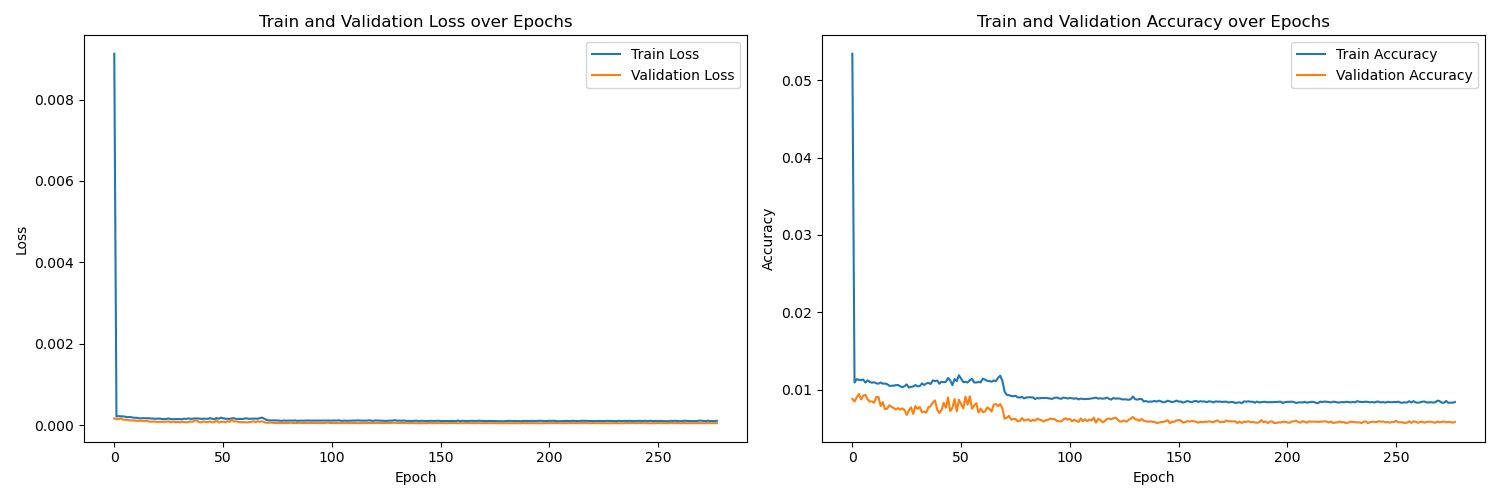 Train and Validation Loss over Epochs
Train Loss
Validation Loss
0.008
0.006
0.004
0.002
0.000
Loss
0
50
100
150
200
250
Epoch
Train and Validation Accuracy over Epochs
Train Accuracy
Validation Accuracy
0.05
0.04
0.03
0.02
0.01
Accuracy
0
50
100
150
200
250
Epoch